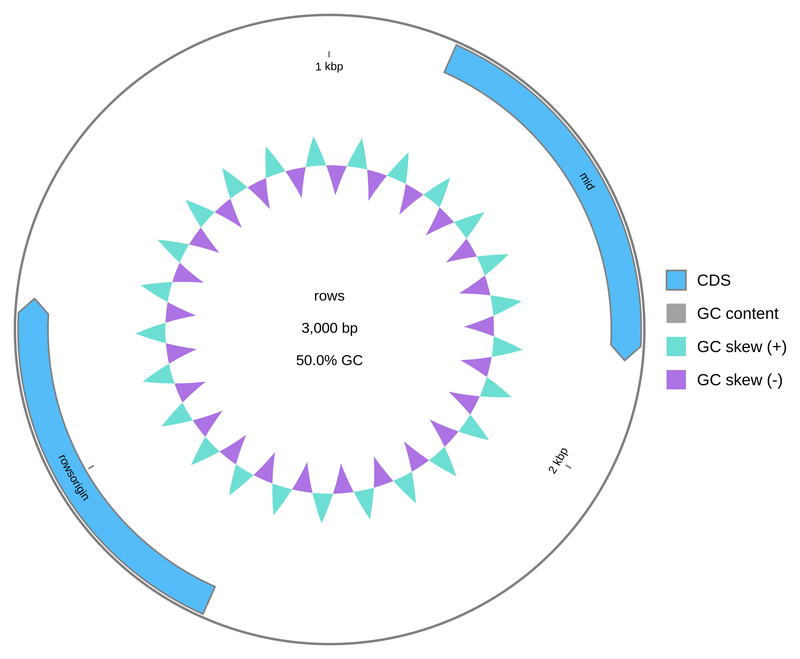 1 kbp
mid
rows
3,000 bp
50.0% GC
rowsorigin
2 kbp
CDS
GC content
GC skew (+)
GC skew (-)